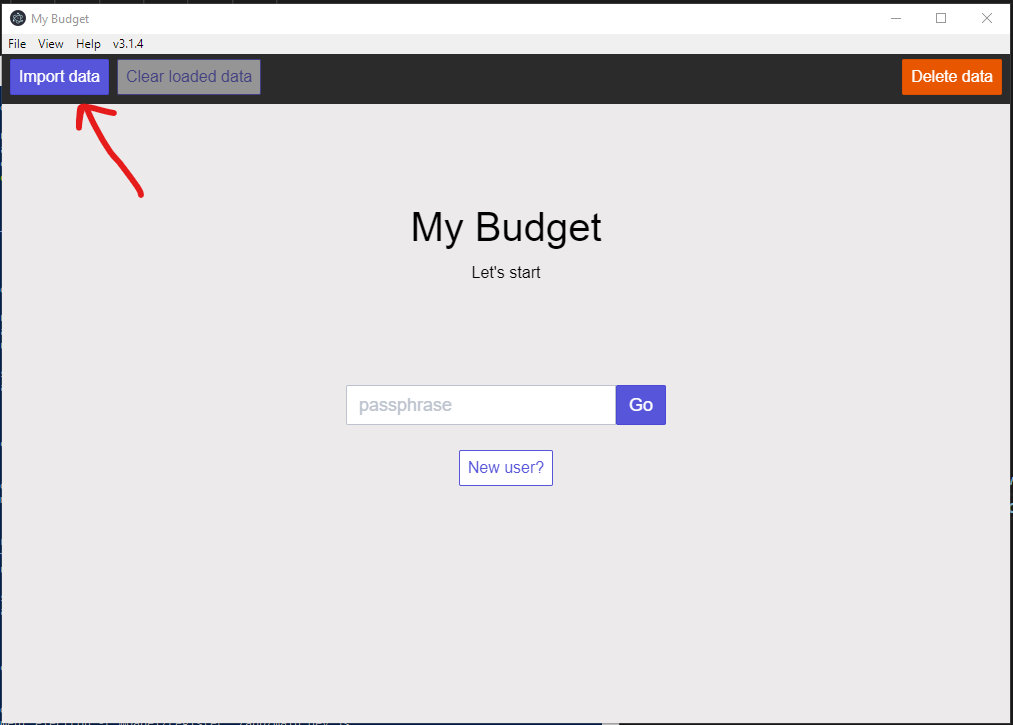 My Budget
File View Help v3.1.4
Import data Clear loaded data Delete data
My Budget
Let's start
passphrase Go
New user?